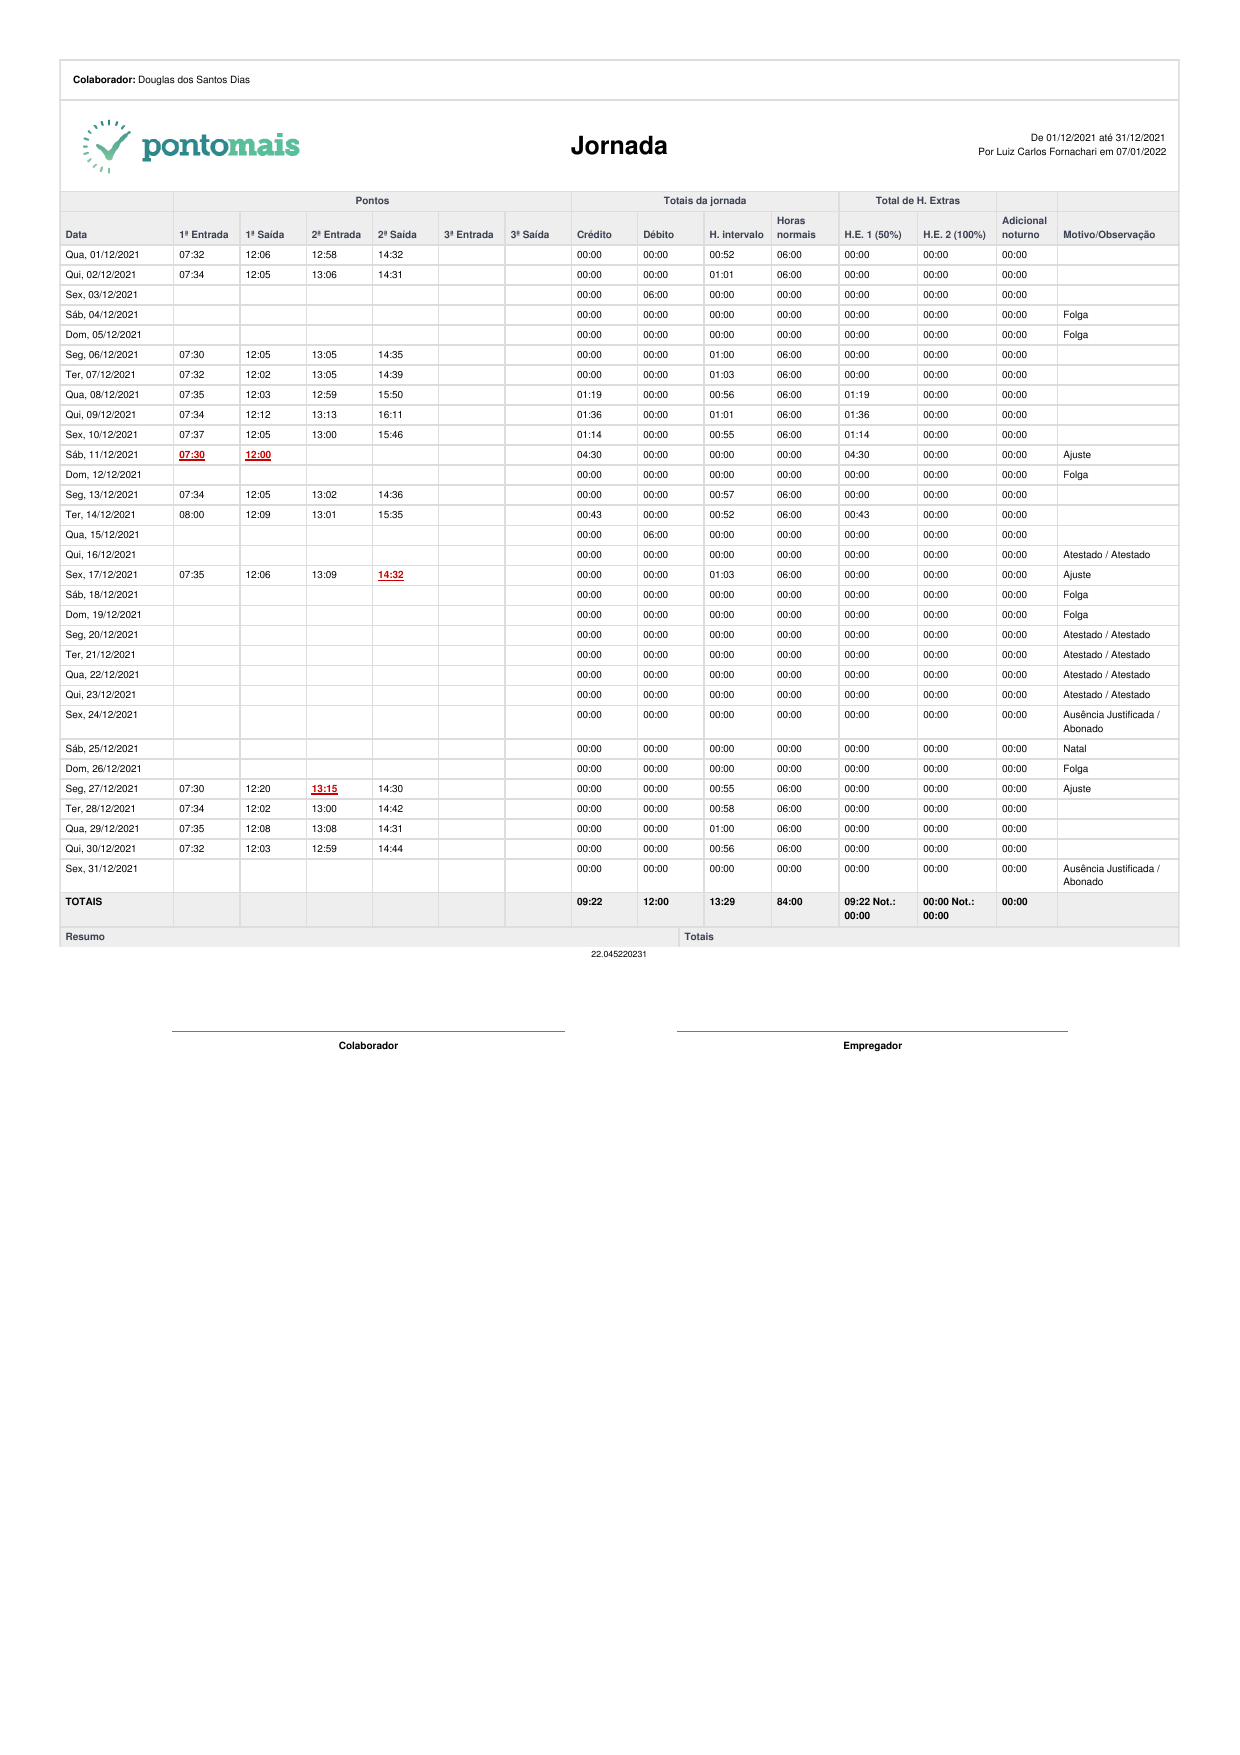 Colaborador: Douglas dos Santos Dias
pontomais
Jornada
De 01/12/2021 até 31/12/2021
Por Luiz Carlos Fornachari em 07/01/2022
Pontos Totais da jornada Total de H. Extras
Data 1ª Entrada 1ª Saída 2ª Entrada 2ª Saída 3ª Entrada 3ª Saída Crédito Débito H. intervalo Horas normais H.E. 1 (50%) H.E. 2 (100%) Adicional noturno Motivo/Observação
Qua, 01/12/2021 07:32 12:06 12:58 14:32 00:00 00:00 00:52 06:00 00:00 00:00 00:00
Qui, 02/12/2021 07:34 12:05 13:06 14:31 00:00 00:00 01:01 06:00 00:00 00:00 00:00
Sex, 03/12/2021 00:00 06:00 00:00 00:00 00:00 00:00 00:00
Sáb, 04/12/2021 00:00 00:00 00:00 00:00 00:00 00:00 00:00 Folga
Dom, 05/12/2021 00:00 00:00 00:00 00:00 00:00 00:00 00:00 Folga
Seg, 06/12/2021 07:30 12:05 13:05 14:35 00:00 00:00 01:00 06:00 00:00 00:00 00:00
Ter, 07/12/2021 07:32 12:02 13:05 14:39 00:00 00:00 01:03 06:00 00:00 00:00 00:00
Qua, 08/12/2021 07:35 12:03 12:59 15:50 01:19 00:00 00:56 06:00 01:19 00:00 00:00
Qui, 09/12/2021 07:34 12:12 13:13 16:11 01:36 00:00 01:01 06:00 01:36 00:00 00:00
Sex, 10/12/2021 07:37 12:05 13:00 15:46 01:14 00:00 00:55 06:00 01:14 00:00 00:00
Sáb, 11/12/2021 07:30 12:00 04:30 00:00 00:00 00:00 04:30 00:00 00:00 Ajuste
Dom, 12/12/2021 00:00 00:00 00:00 00:00 00:00 00:00 00:00 Folga
Seg, 13/12/2021 07:34 12:05 13:02 14:36 00:00 00:00 00:57 06:00 00:00 00:00 00:00
Ter, 14/12/2021 08:00 12:09 13:01 15:35 00:43 00:00 00:52 06:00 00:43 00:00 00:00
Qua, 15/12/2021 00:00 06:00 00:00 00:00 00:00 00:00 00:00
Qui, 16/12/2021 00:00 00:00 00:00 00:00 00:00 00:00 00:00 Atestado / Atestado
Sex, 17/12/2021 07:35 12:06 13:09 14:32 00:00 00:00 01:03 06:00 00:00 00:00 00:00 Ajuste
Sáb, 18/12/2021 00:00 00:00 00:00 00:00 00:00 00:00 00:00 Folga
Dom, 19/12/2021 00:00 00:00 00:00 00:00 00:00 00:00 00:00 Folga
Seg, 20/12/2021 00:00 00:00 00:00 00:00 00:00 00:00 00:00 Atestado / Atestado
Ter, 21/12/2021 00:00 00:00 00:00 00:00 00:00 00:00 00:00 Atestado / Atestado
Qua, 22/12/2021 00:00 00:00 00:00 00:00 00:00 00:00 00:00 Atestado / Atestado
Qui, 23/12/2021 00:00 00:00 00:00 00:00 00:00 00:00 00:00 Atestado / Atestado
Sex, 24/12/2021 00:00 00:00 00:00 00:00 00:00 00:00 00:00 Ausência Justificada /
Abonado
Sáb, 25/12/2021 00:00 00:00 00:00 00:00 00:00 00:00 00:00 Natal
Dom, 26/12/2021 00:00 00:00 00:00 00:00 00:00 00:00 00:00 Folga
Seg, 27/12/2021 07:30 12:20 13:15 14:30 00:00 00:00 00:55 06:00 00:00 00:00 00:00 Ajuste
Ter, 28/12/2021 07:34 12:02 13:00 14:42 00:00 00:00 00:58 06:00 00:00 00:00 00:00
Qua, 29/12/2021 07:35 12:08 13:08 14:31 00:00 00:00 01:00 06:00 00:00 00:00 00:00
Qui, 30/12/2021 07:32 12:03 12:59 14:44 00:00 00:00 00:56 06:00 00:00 00:00 00:00
Sex, 31/12/2021 00:00 00:00 00:00 00:00 00:00 00:00 00:00 Ausência Justificada /
Abonado
TOTAIS 09:22 12:00 13:29 84:00 09:22 Not.: 00:00 Not.: 00:00
00:00 00:00
Resumo Totais
22.045220231
Colaborador Empregador